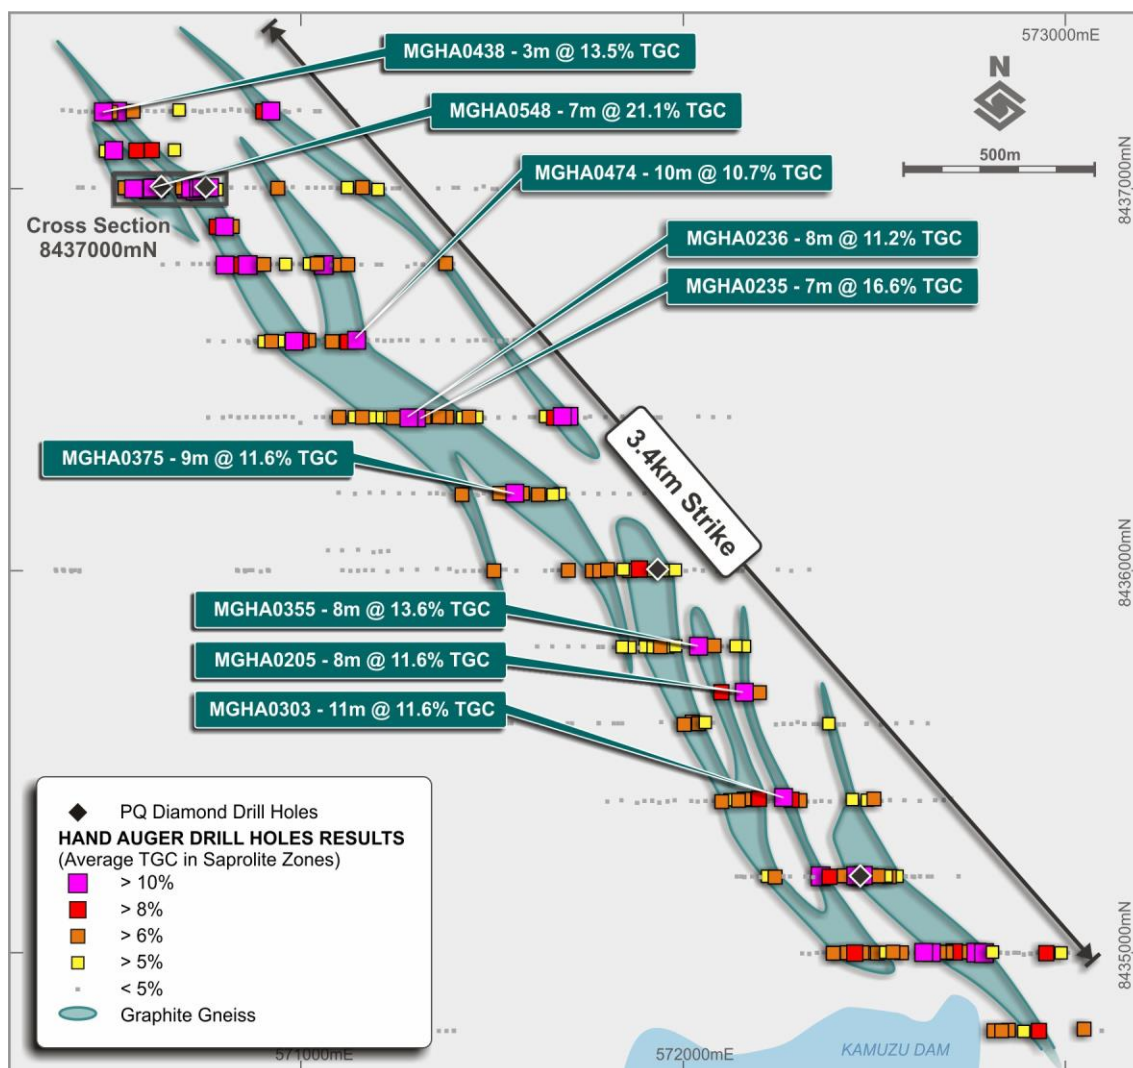 573000mE
MGHA0438 - 3m @ 13.5% TGC
N
MGHA0548 - 7m @ 21.1% TGC
500m
MGHA0474 - 10m @ 10.7% TGC
8437000mN
Cross Section
8437000mN
MGHA0236 - 8m @ 11.2% TGC
MGHA0235 - 7m @ 16.6% TGC
3.4km Strike
MGHA0375 - 9m @ 11.6% TGC
8436000mN
MGHA0355 - 8m @ 13.6% TGC
MGHA0205 - 8m @ 11.6% TGC
MGHA0303 - 11m @ 11.6% TGC
PQ Diamond Drill Holes
HAND AUGER DRILL HOLES RESULTS
(Average TGC in Saprolite Zones)
> 10%
> 8%
> 6%
> 5%
< 5%
Graphite Gneiss
8435000mN
571000mE
572000mE
KAMUZU DAM